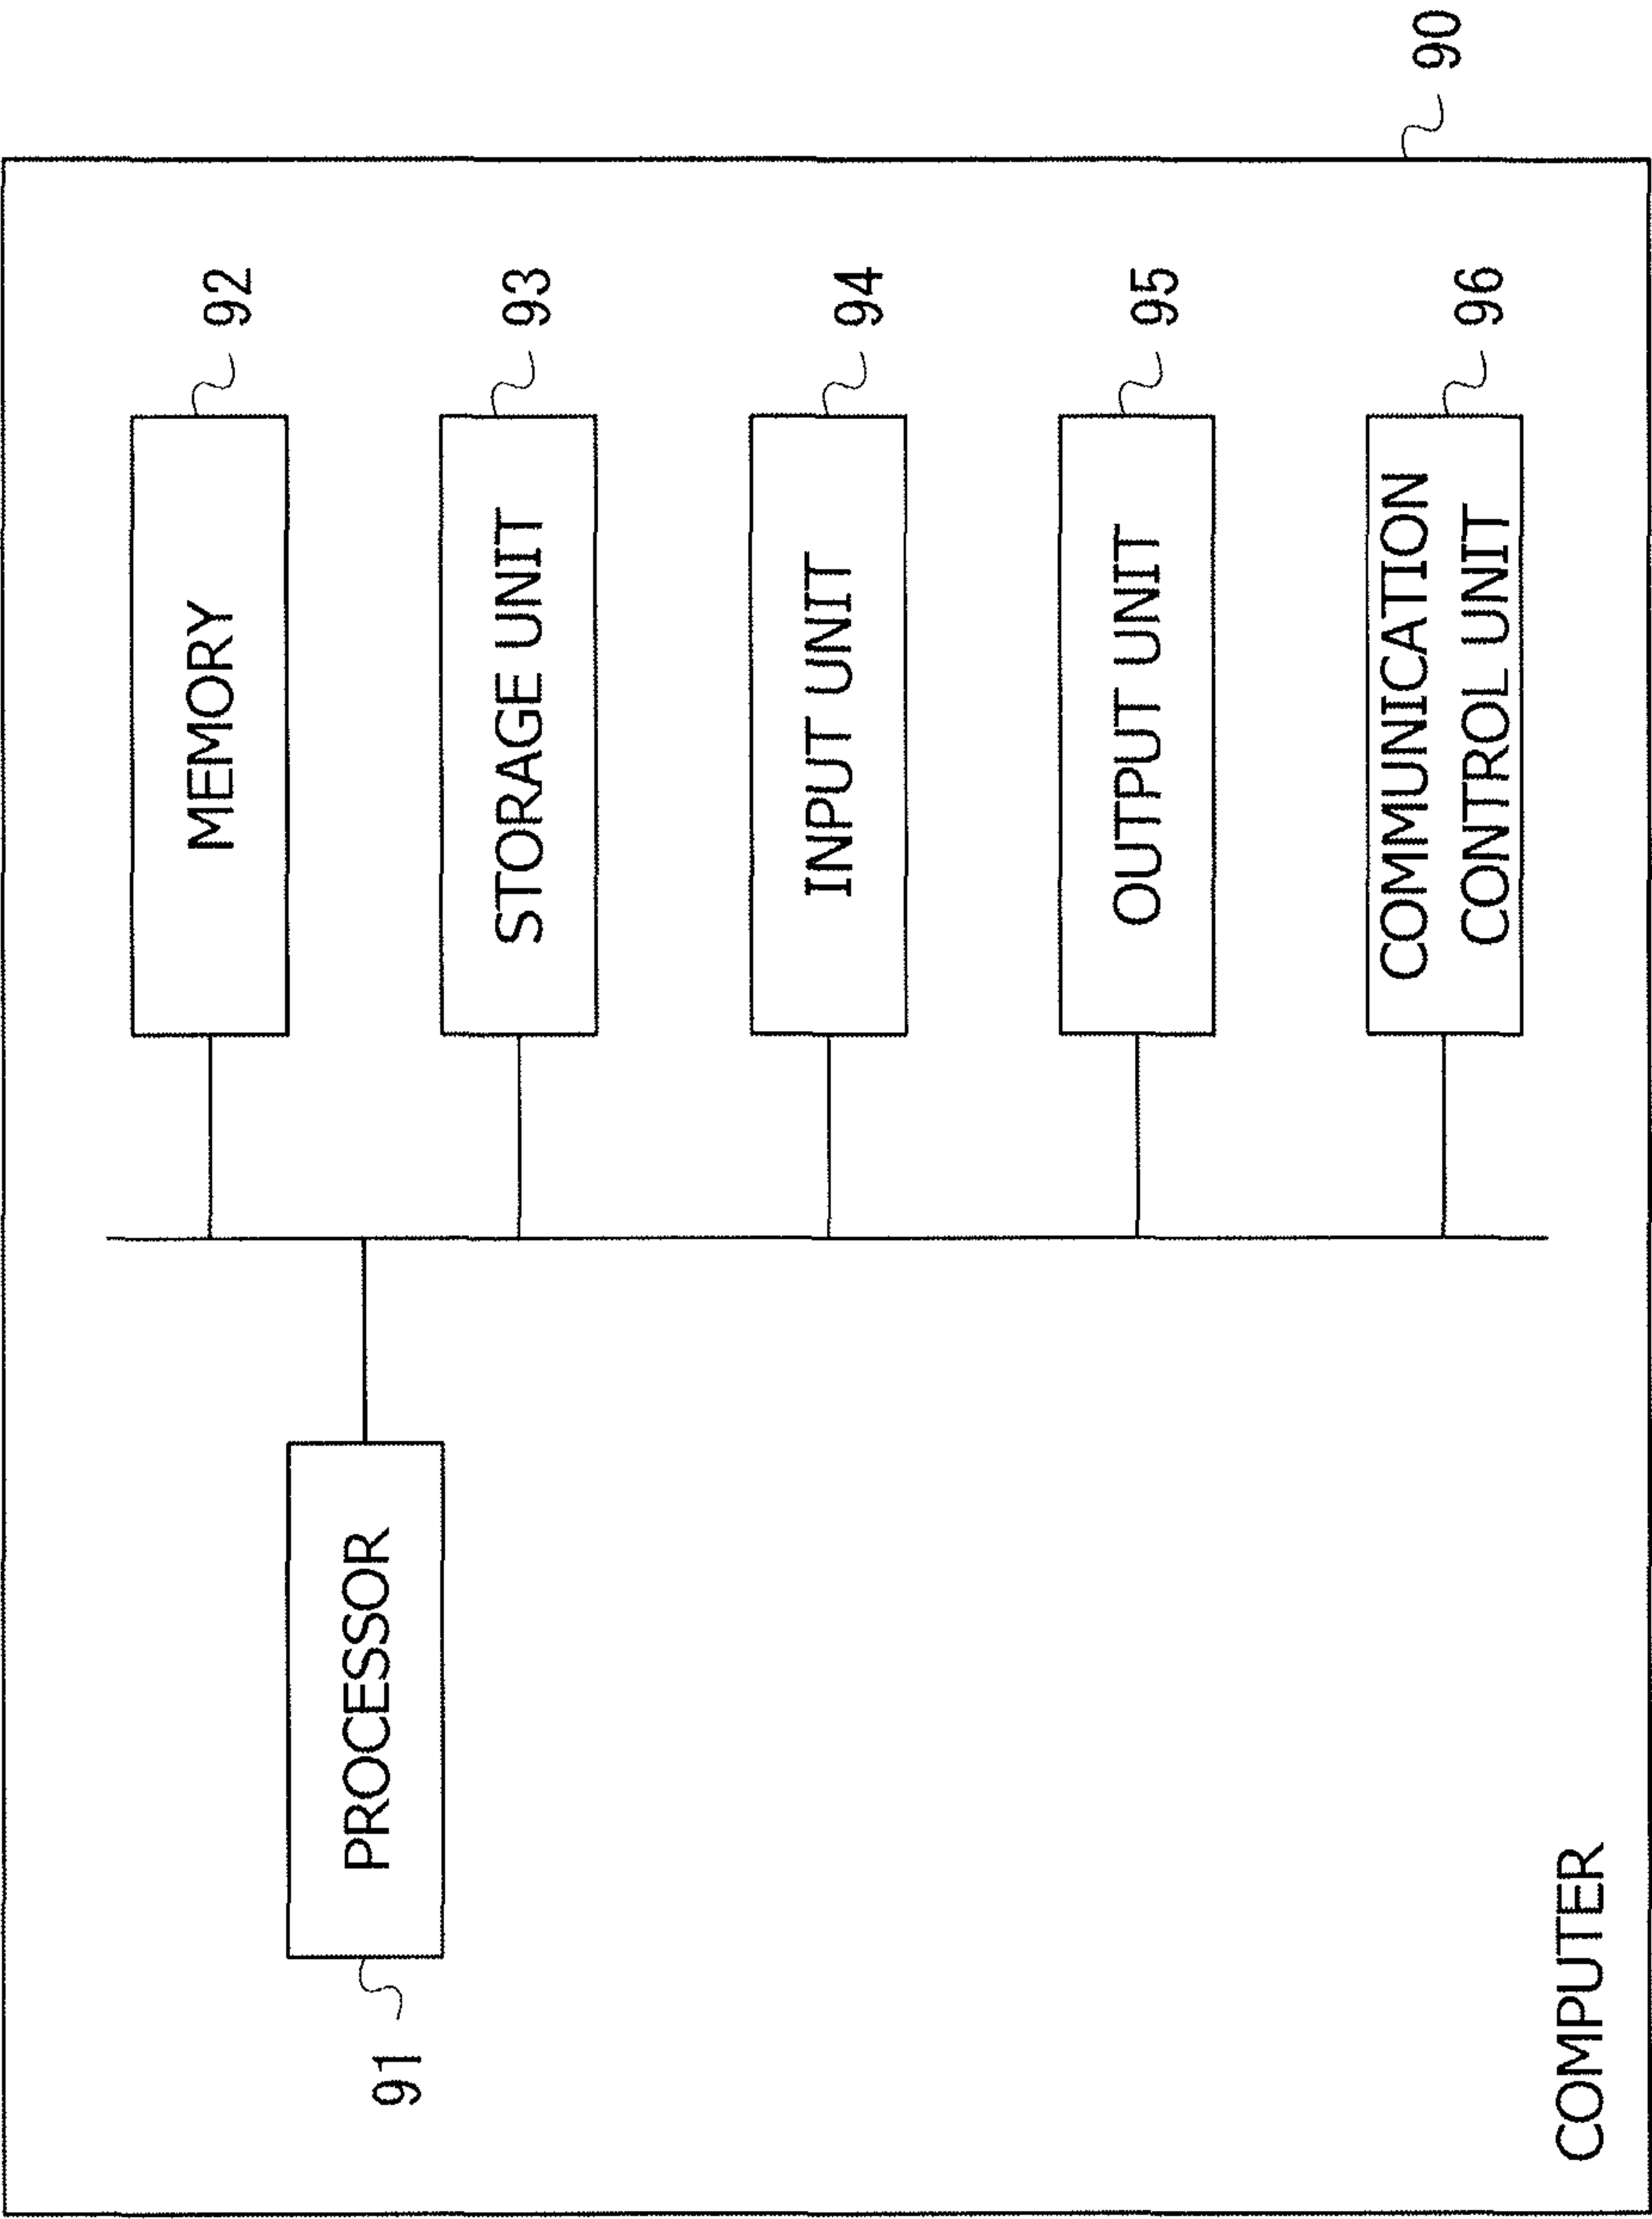 90
MEMORY
92
PROCESSOR
91
STORAGE UNIT
93
INPUT UNIT
94
OUTPUT UNIT
95
COMMUNICATION
CONTROL UNIT
96
COMPUTER